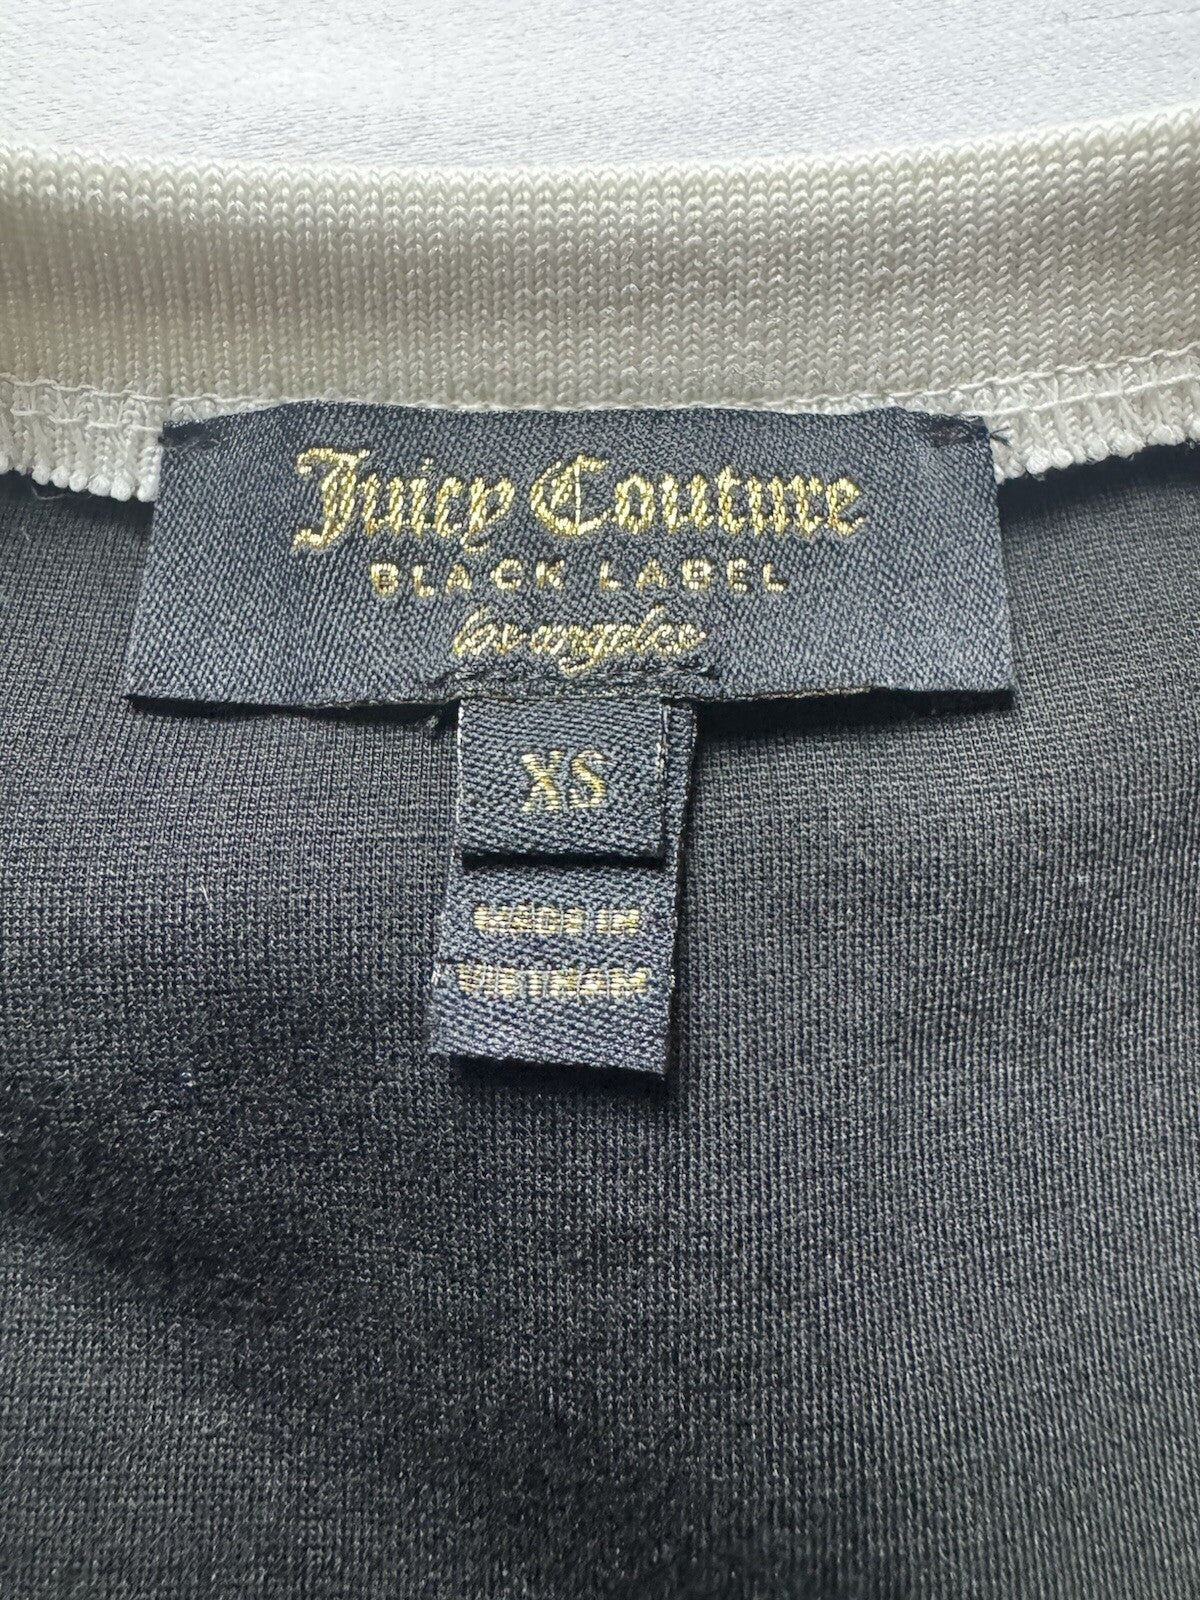 Juicy Couture
BLACK LABEL
los angeles
XS
MADE IN
VIETNAM